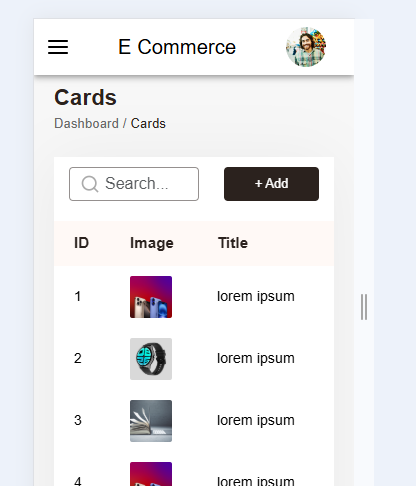 E Commerce
Cards
Dashboard / Cards
Search...
+ Add
ID Image Title
1 lorem ipsum
2 lorem ipsum
3 lorem ipsum
4 lorem ipsum